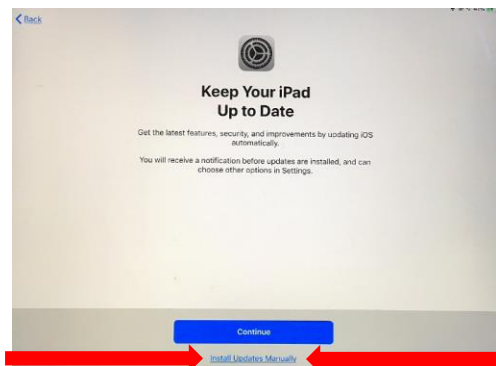 Back
Keep Your iPad
Up to Date
Get the latest features, security, and improvements by updating iOS
automatically.
You will receive a notification before updates are installed, and can
choose other options in Settings.
Continue
Install Updates Manually